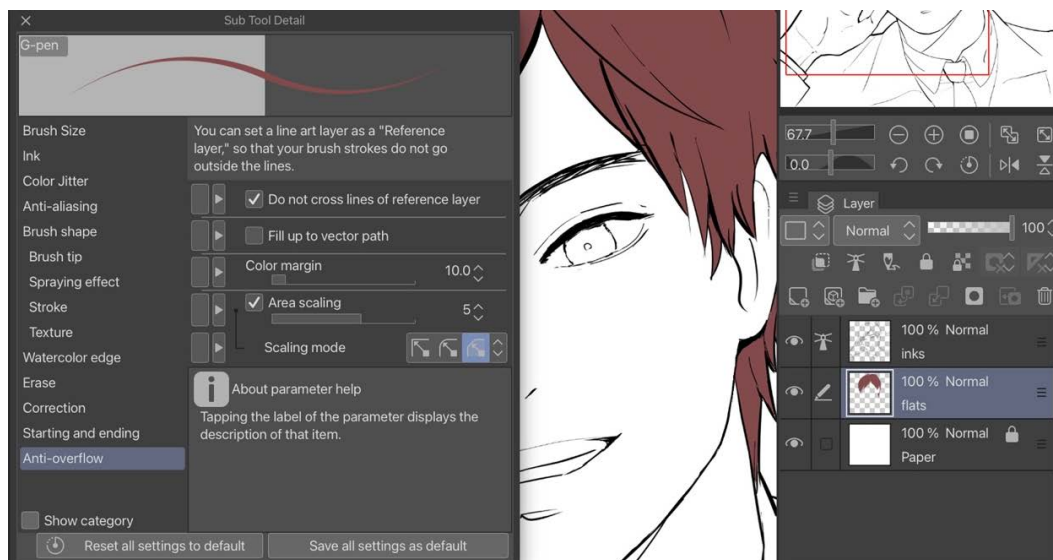 Sub Tool Detail
G-pen
Brush Size
Ink
Color Jitter
Anti-aliasing
Brush shape
Brush tip
Spraying effect
Stroke
Texture
Watercolor edge
Erase
Correction
Starting and ending
Anti-overflow
Show category
You can set a line art layer as a "Reference
layer," so that your brush strokes do not go
outside the lines.
Do not cross lines of reference layer
Fill up to vector path
Color margin 10.0
Area scaling 5
Scaling mode
About parameter help
Tapping the label of the parameter displays the
description of that item.
Reset all settings to default
Save all settings as default
67.7
0.0
Layer
Normal 100
100 % Normal
inks
100 % Normal
flats
100 % Normal
Paper